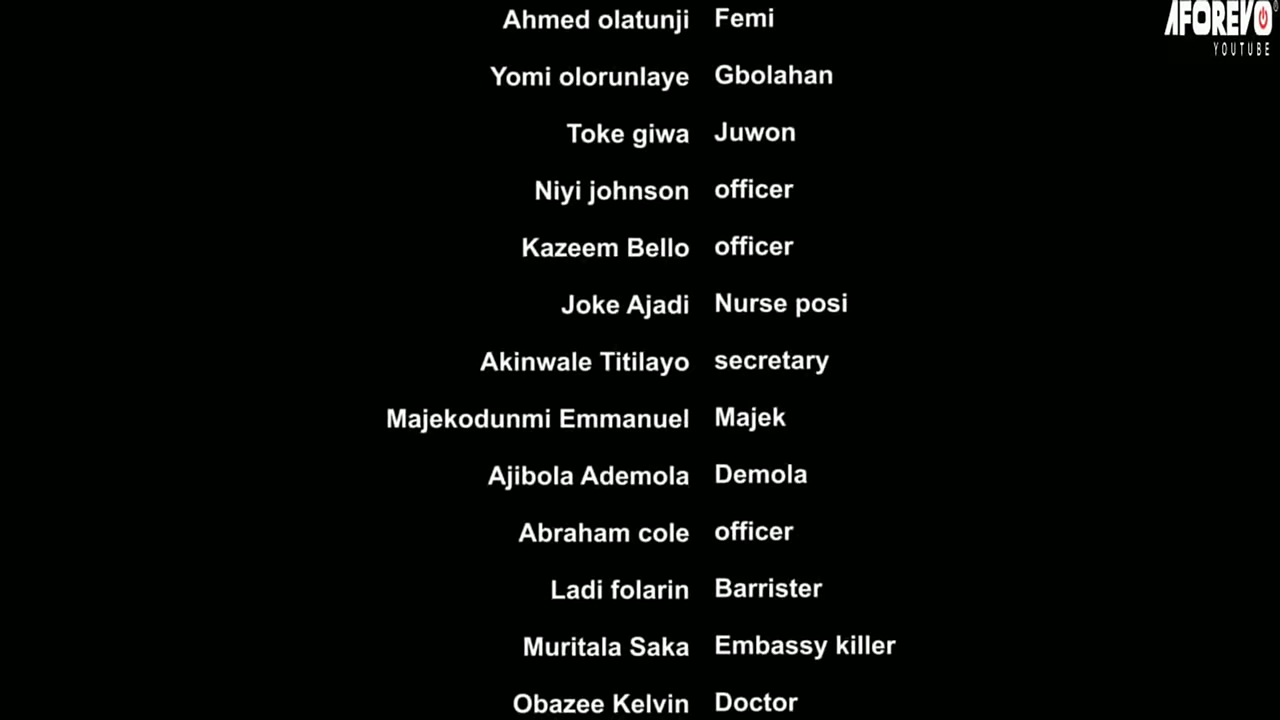 Ahmed olatunji Femi
AFOREVO
YOUTUBE
Yomi olorunlaye Gbolahan
Toke giwa Juwon
Niyi johnson officer
Kazeem Bello officer
Joke Ajadi Nurse posi
Akinwale Titilayo secretary
Majekodunmi Emmanuel Majek
Ajibola Ademola Demola
Abraham cole officer
Ladi folarin Barrister
Muritala Saka Embassy killer
Obazee Kelvin Doctor